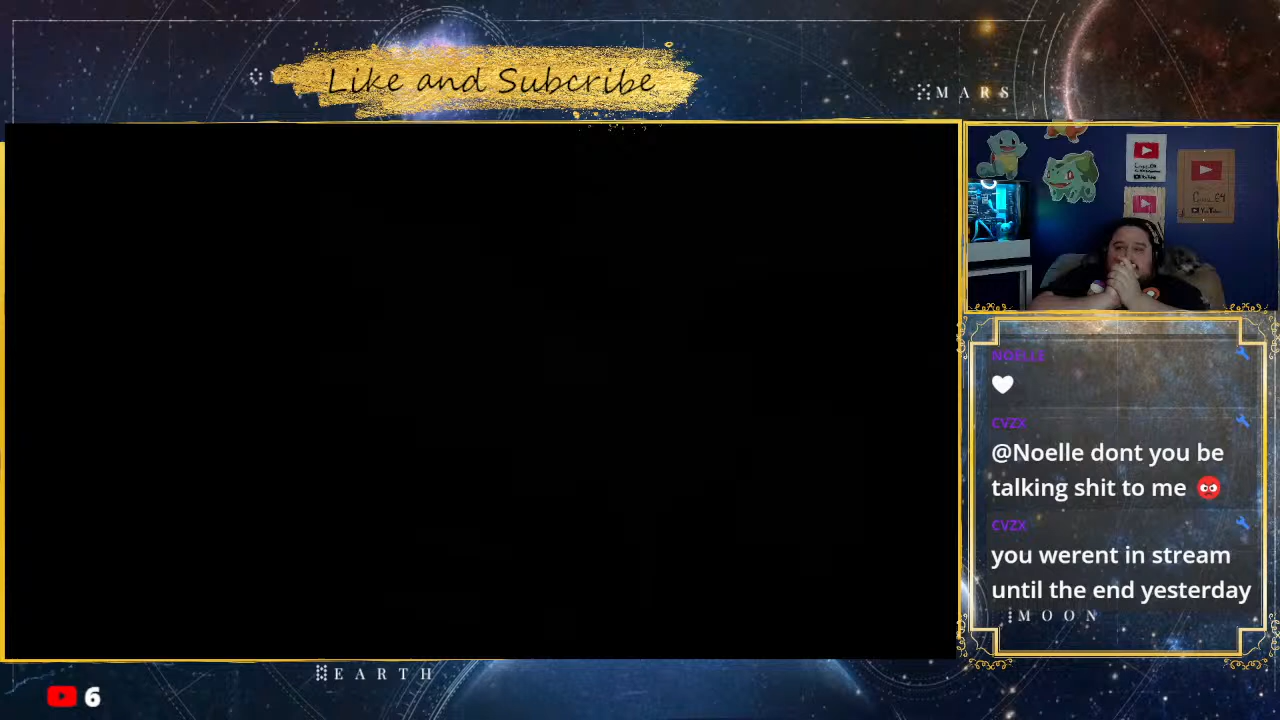 Like and Subcribe
MARS
NOELLE
🤍
CVZX
@Noelle dont you be
talking shit to me 😡
CVZX
you werent in stream
until the end yesterday
MOON
EARTH
6